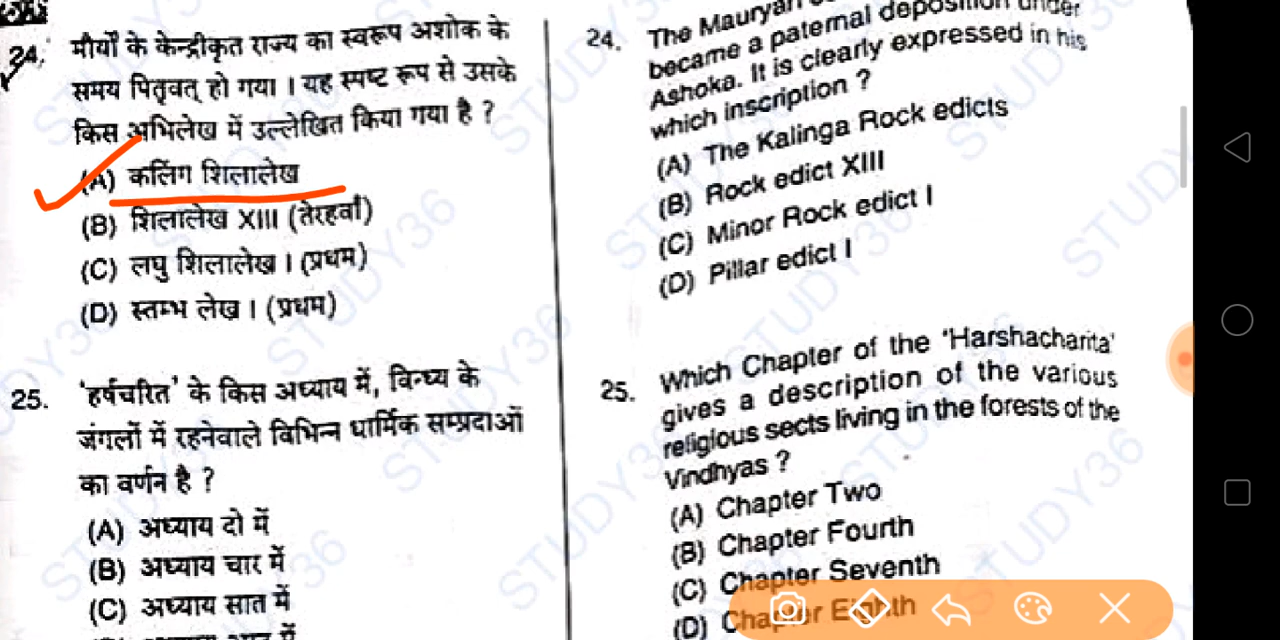 24. मौर्यों के केन्द्रीकृत राज्य का स्वरूप अशोक के
समय पितृवत् हो गया । यह स्पष्ट रूप से उसके
किस अभिलेख में उल्लेखित किया गया है ?
(A) कलिंग शिलालेख
(B) शिलालेख XIII (तेरहवाँ)
(C) लघु शिलालेख I (प्रथम)
(D) स्तम्भ लेख I (प्रथम)
25. 'हर्षचरित' के किस अध्याय में, विन्ध्य के
जंगलों में रहनेवाले विभिन्न धार्मिक सम्प्रदाओं
का वर्णन है ?
(A) अध्याय दो में
(B) अध्याय चार में
(C) अध्याय सात में
24. The Mauryan
became a paternal deposition under
Ashoka. It is clearly expressed in his
which inscription ?
(A) The Kalinga Rock edicts
(B) Rock edict XIII
(C) Minor Rock edict I
(D) Pillar edict I
25. Which Chapter of the 'Harshacharita'
gives a description of the various
religious sects living in the forests of the
Vindhyas ?
(A) Chapter Two
(B) Chapter Fourth
(C) Chapter Seventh
(D) Chapter Eighth
STUDY36